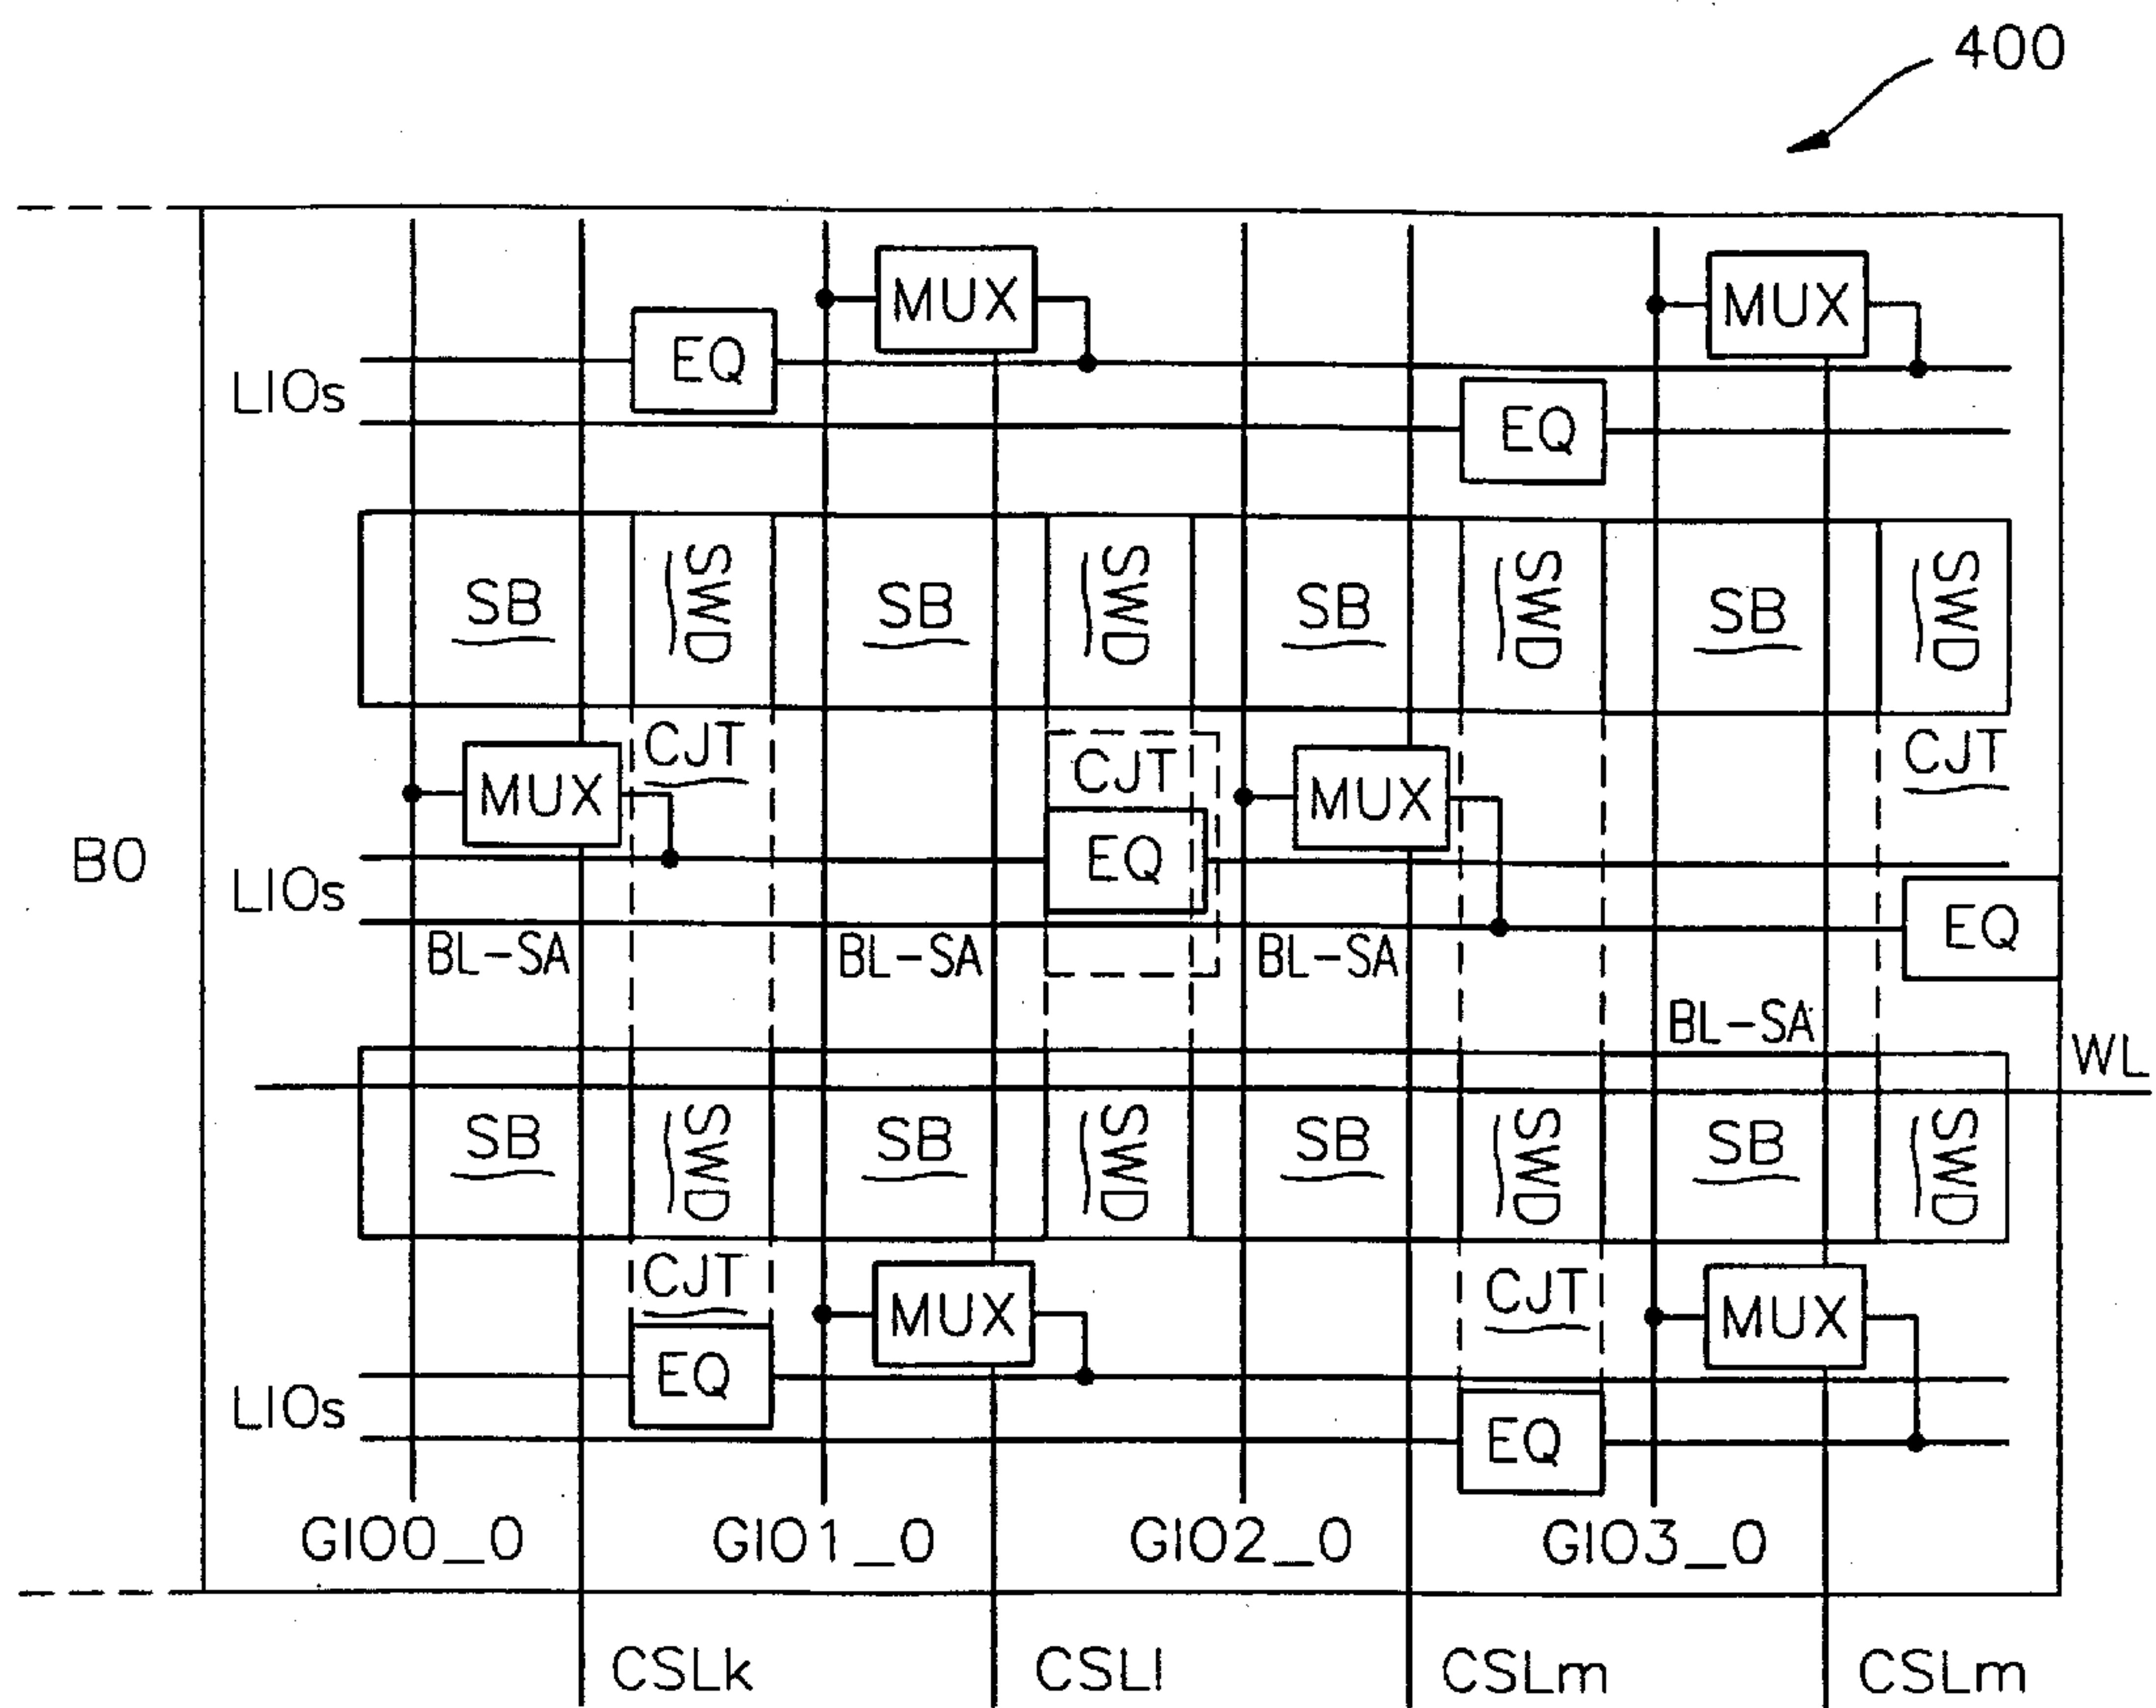 400
MUX MUX
EQ
LIOs
EQ
SB SWD SB SWD SB SWD SB SWD
CJT CJT CJT
MUX MUX
EQ
B0
LIOs
EQ
BL-SA BL-SA BL-SA
BL-SA
WL
SB SWD SB SWD SB SWD SB SWD
CJT CJT
MUX MUX
EQ
LIOs
EQ
GIO0_0 GIO1_0 GIO2_0 GIO3_0
CSLk CSLl CSLm CSLm